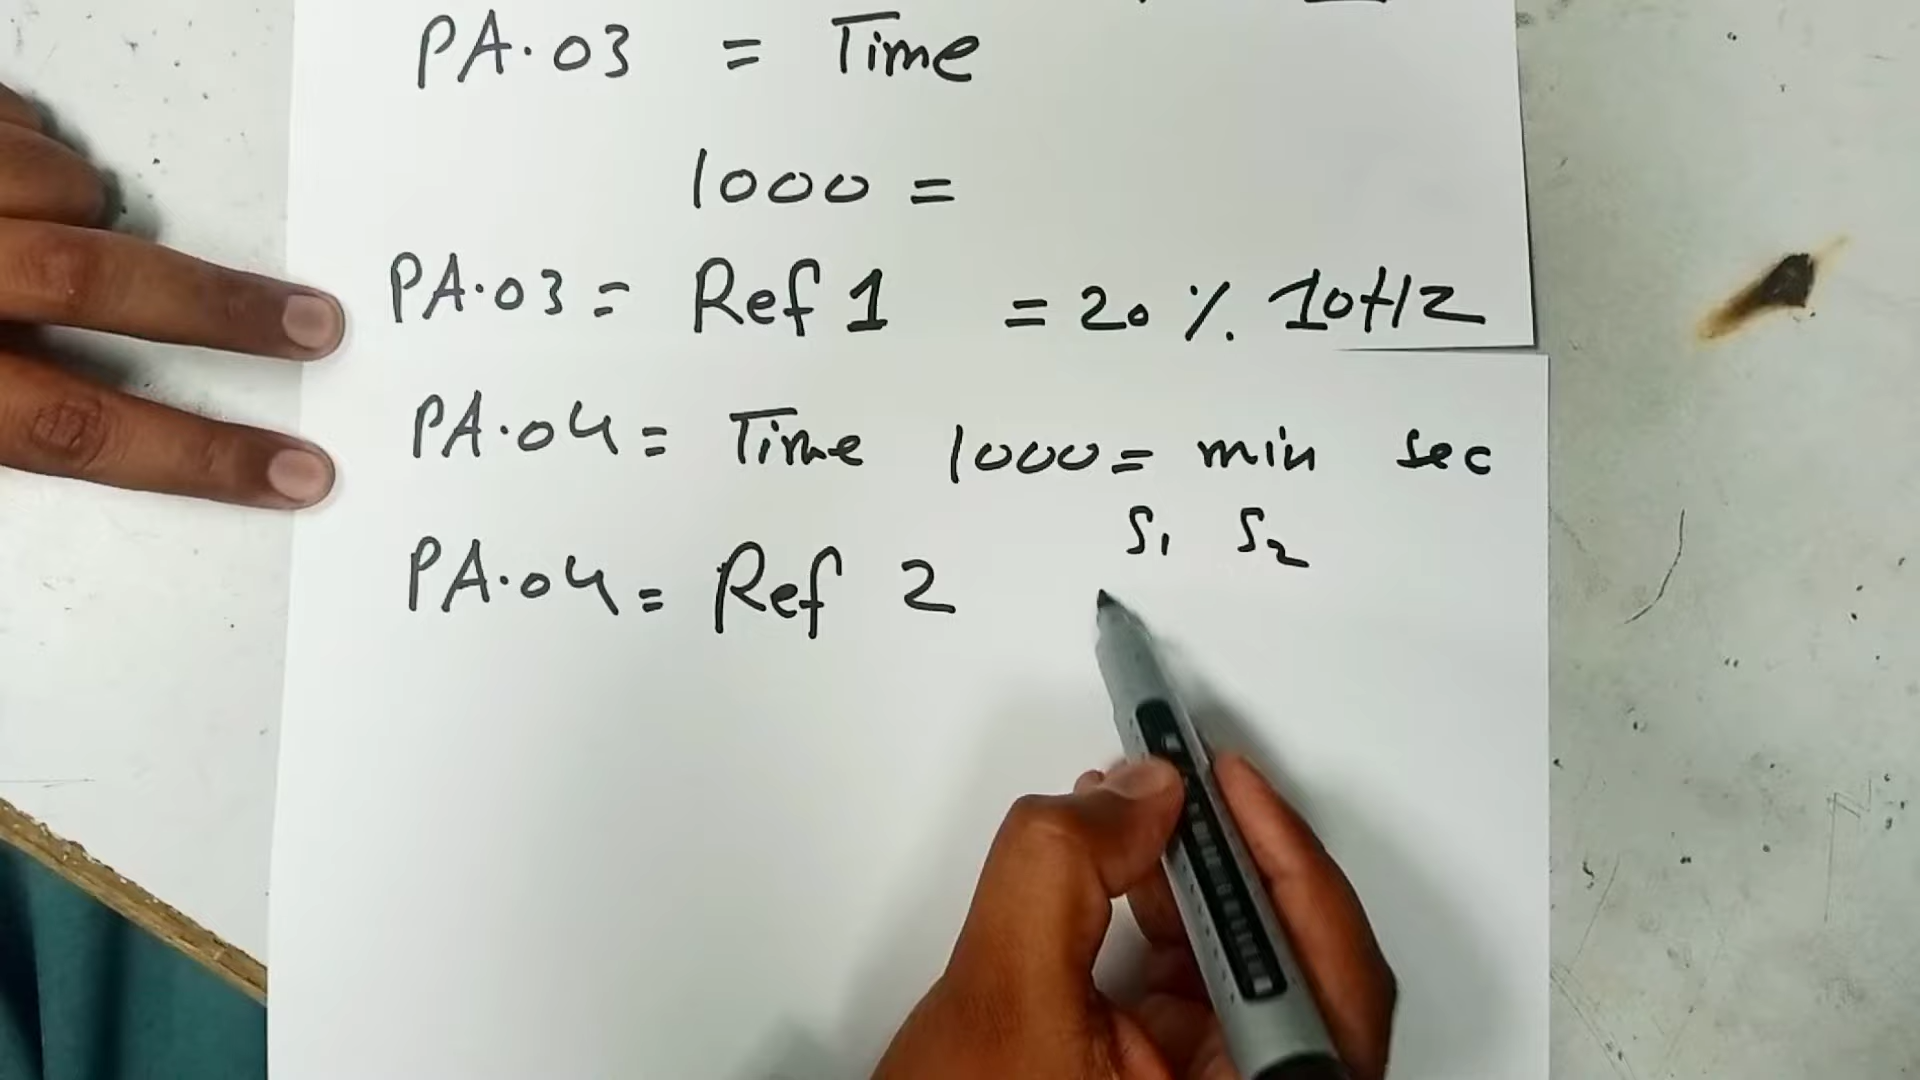 PA.03 = Time
1000 =
PA.03 = Ref 1 = 20 % 10Hz
PA.04 = Time 1000 = min sec
S1 S2
PA.04 = Ref 2